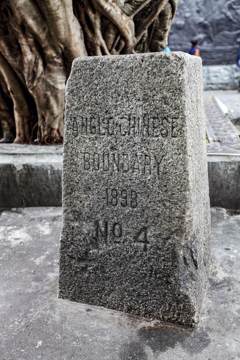 ANGLO-CHINESE
BOUNDARY
1898
No. 4